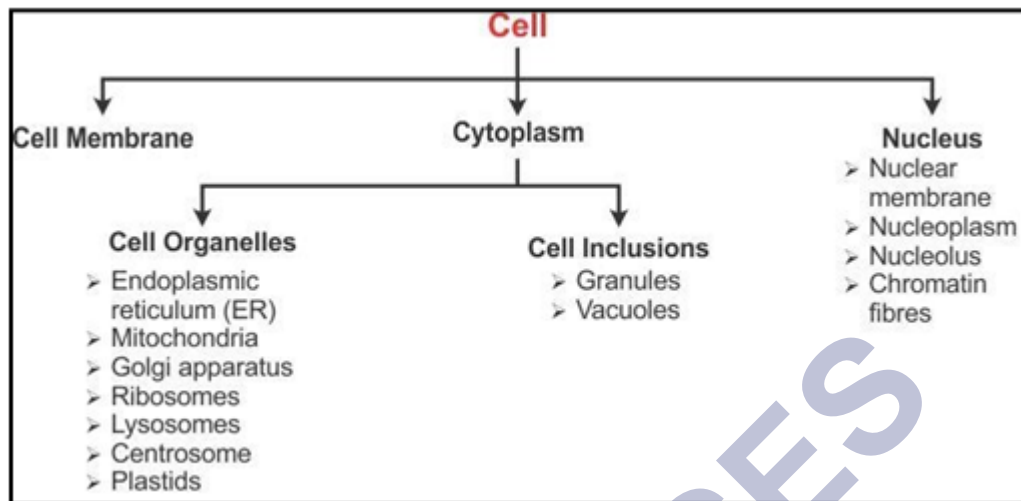 Cell
Cell Membrane
Cytoplasm
Nucleus
➢ Nuclear
membrane
➢ Nucleoplasm
➢ Nucleolus
➢ Chromatin
fibres
Cell Organelles
➢ Endoplasmic
reticulum (ER)
➢ Mitochondria
➢ Golgi apparatus
➢ Ribosomes
➢ Lysosomes
➢ Centrosome
➢ Plastids
Cell Inclusions
➢ Granules
➢ Vacuoles